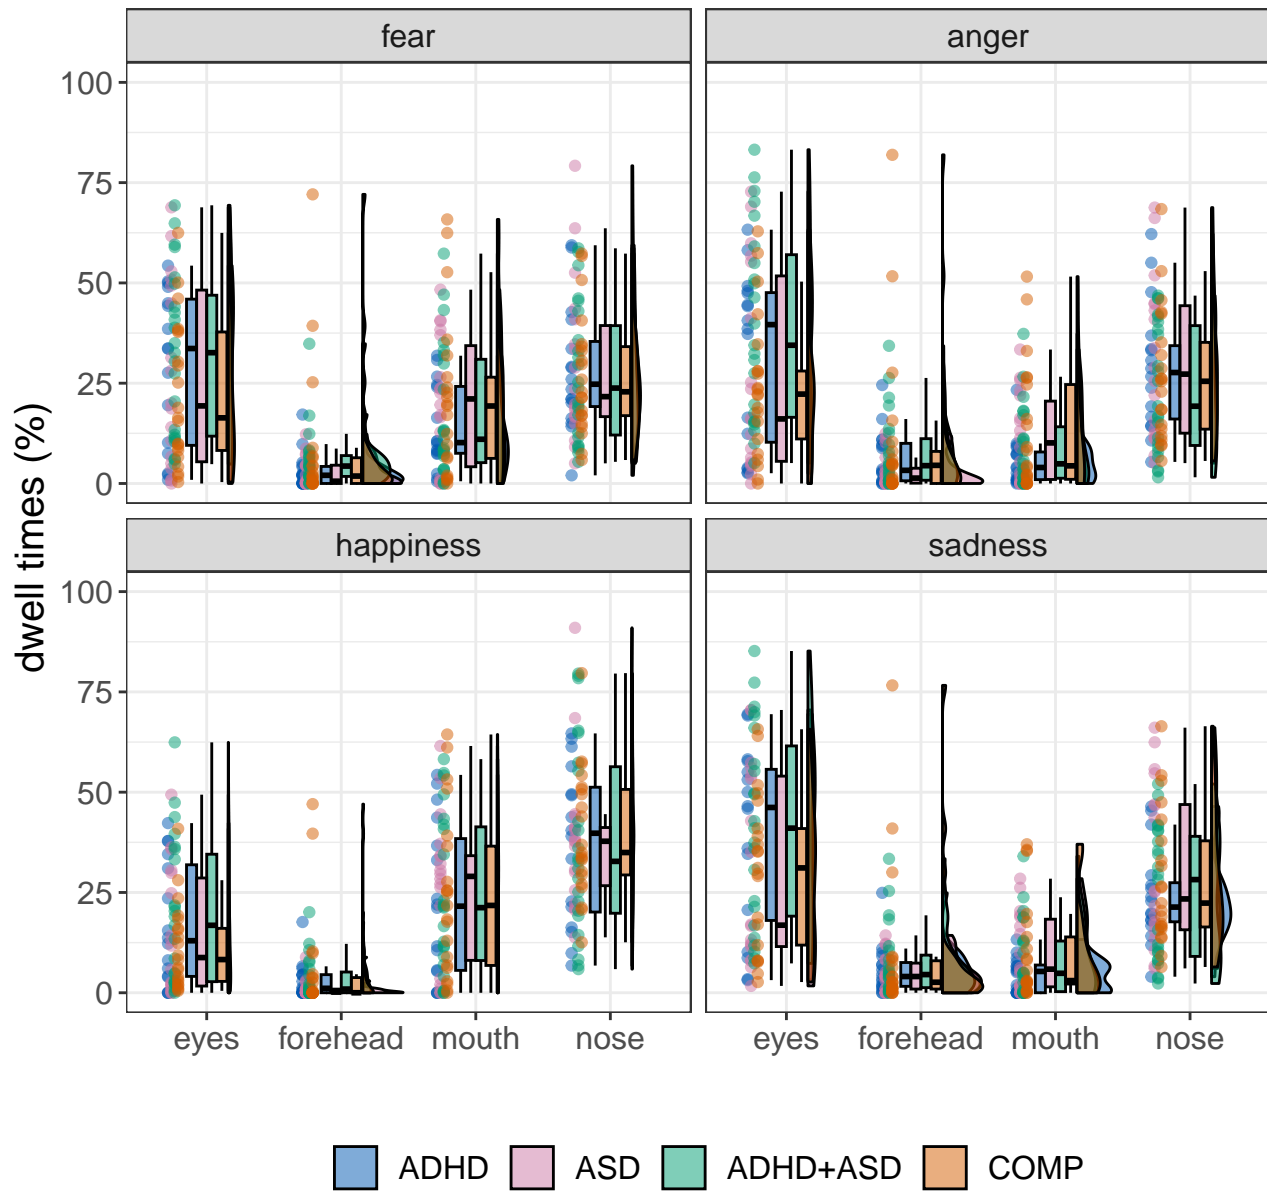 fear anger
100
75
50
25
0
happiness sadness
100
75
50
25
0
dwell times (%)
eyes forehead mouth nose eyes forehead mouth nose
ADHD ASD ADHD+ASD COMP